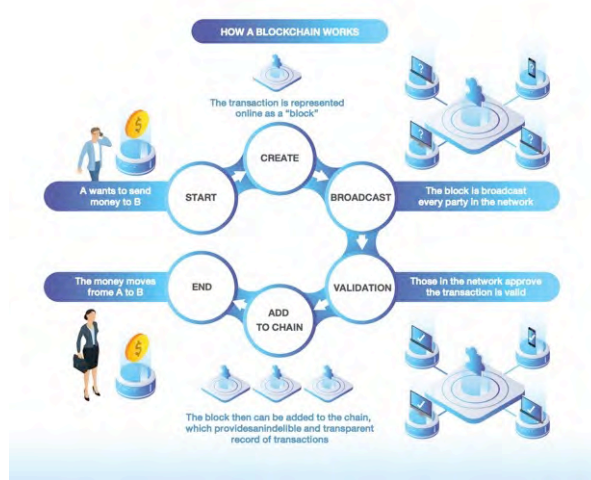 HOW A BLOCKCHAIN WORKS
The transaction is represented
online as a “block”
CREATE
START
A wants to send
money to B
BROADCAST
The block is broadcast
every party in the network
VALIDATION
Those in the network approve
the transaction is valid
ADD
TO CHAIN
The block then can be added to the chain,
which providesanindelible and transparent
record of transactions
END
The money moves
frome A to B